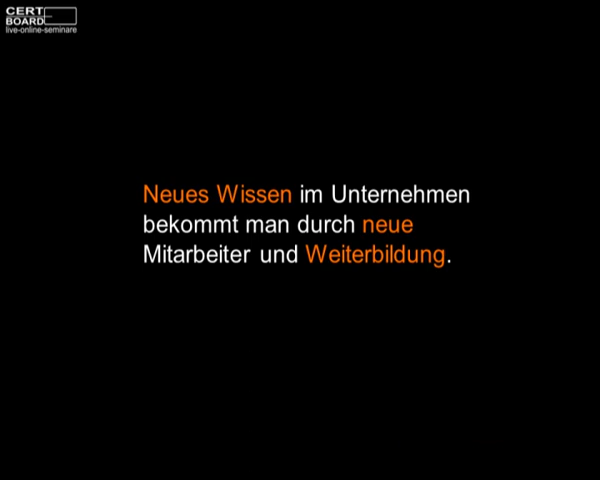 CERT
BOARD
live-online-seminare
Neues Wissen im Unternehmen
bekommt man durch neue
Mitarbeiter und Weiterbildung.